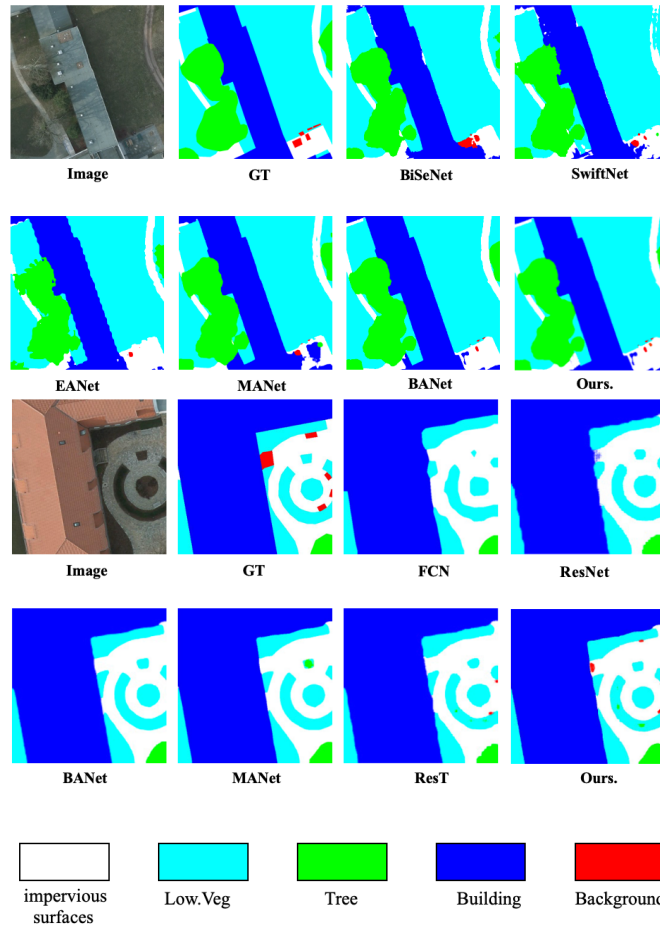 Image GT BiSeNet SwiftNet
EANet MANet BANet Ours.
Image GT FCN ResNet
BANet MANet ResT Ours.
impervious surfaces
Low.Veg
Tree
Building
Background